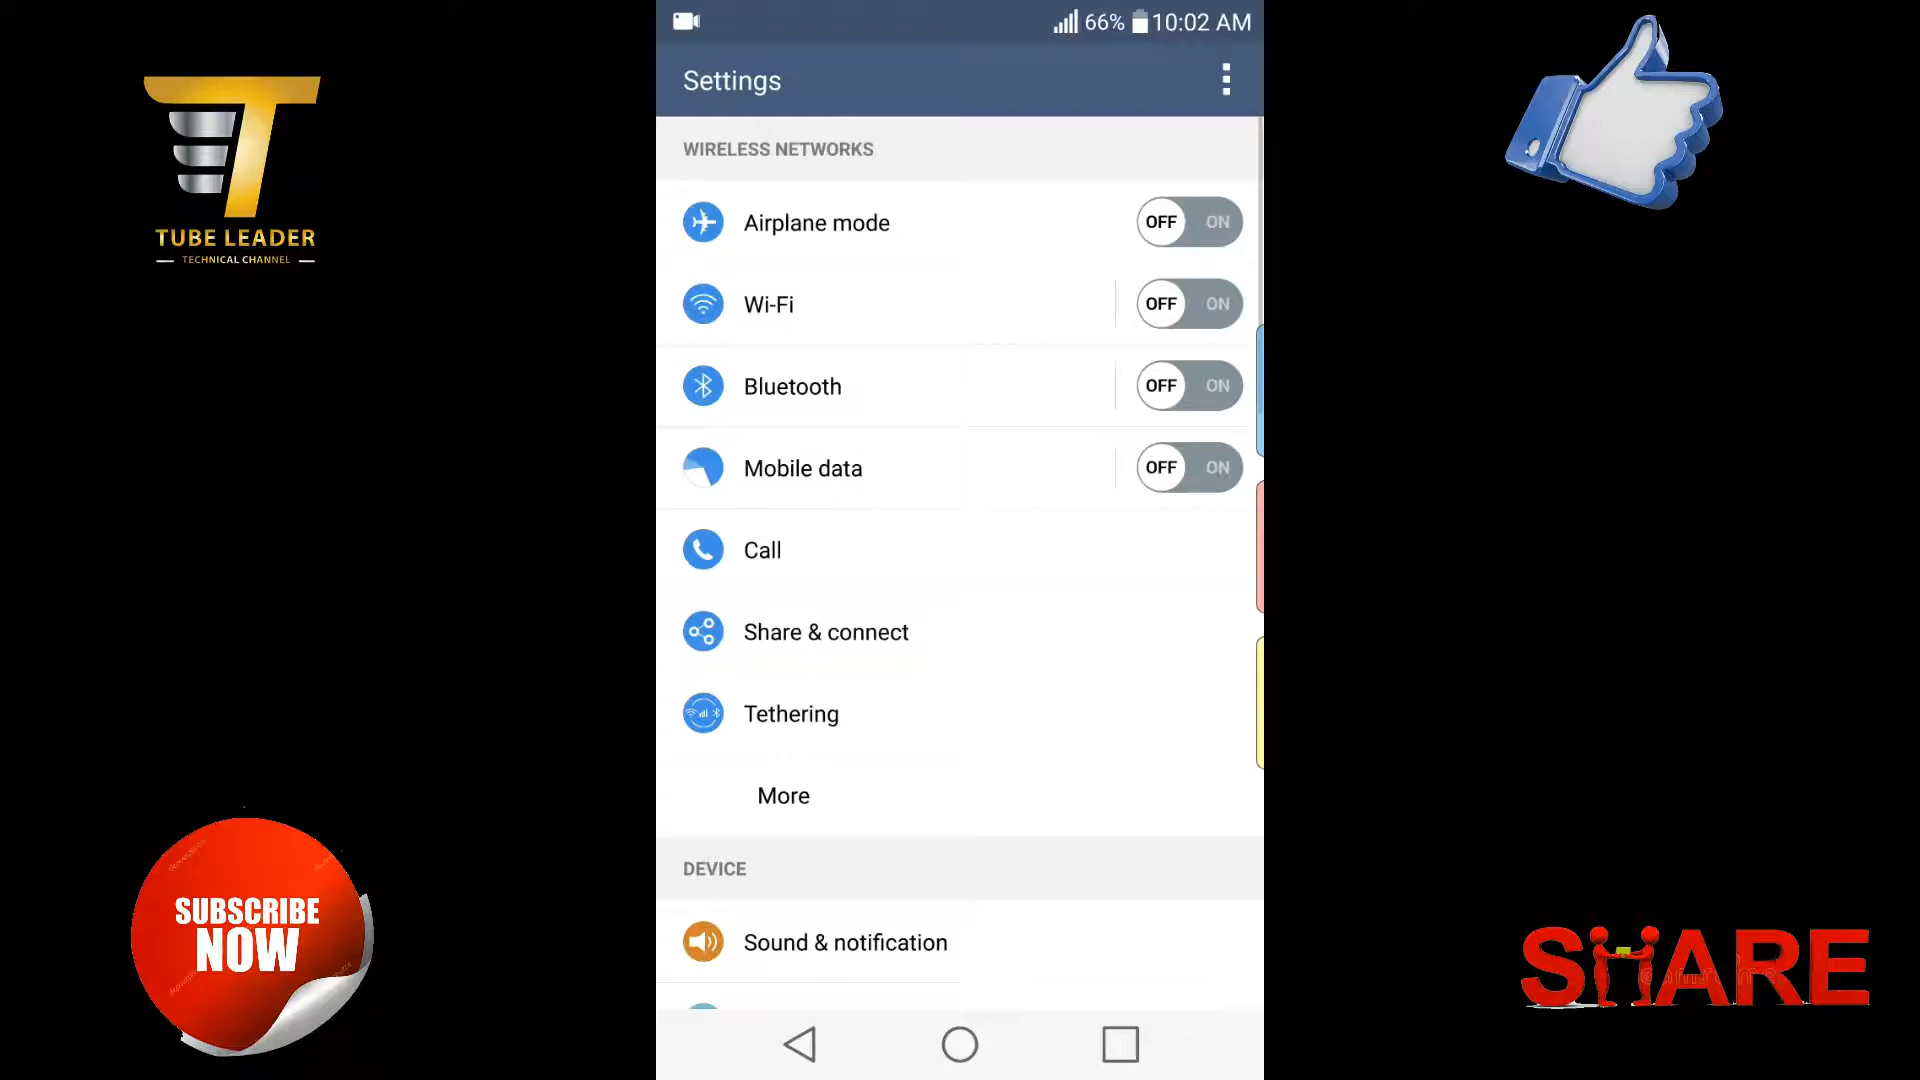 66% 10:02 AM
Settings
WIRELESS NETWORKS
Airplane mode OFF ON
Wi-Fi OFF ON
Bluetooth OFF ON
Mobile data OFF ON
Call
Share & connect
Tethering
More
DEVICE
Sound & notification
T
TUBE LEADER
TECHNICAL CHANNEL
SUBSCRIBE
NOW
SHARE